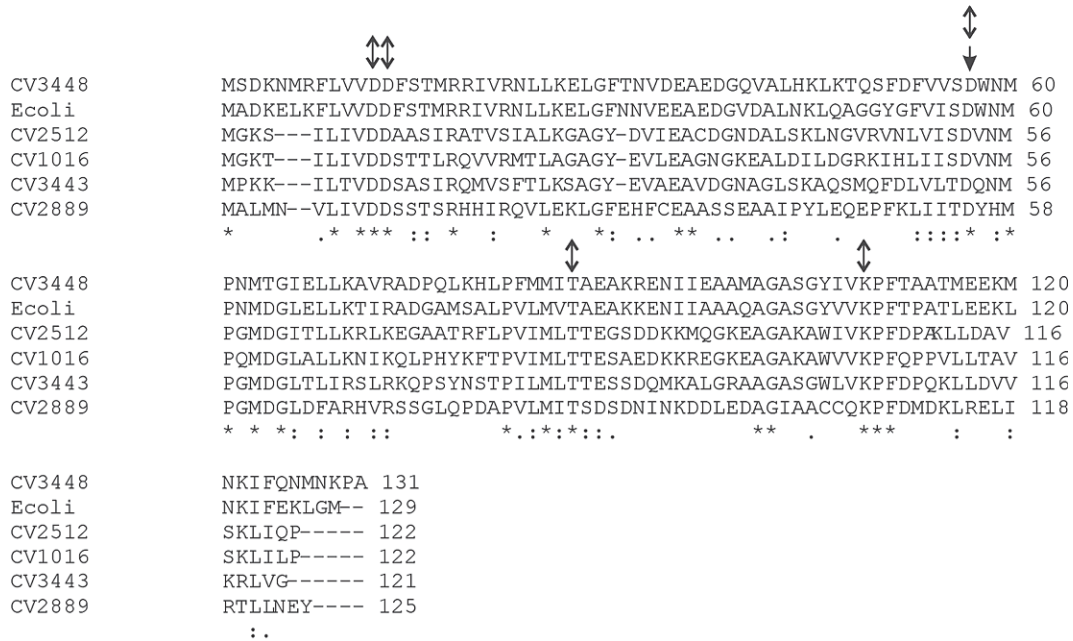 CV3448 MSDKNMRFLVVDDFSTMRRIVRNLLKELGFTNVDEAEDGQVALHKLKTQSFDFVVSDWNM 60
Ecoli MADKELKFLVVDDFSTMRRIVRNLLKELGFNNVEEAEDGVDALNKLQAGGYGFVISDWNM 60
CV2512 MGKS---ILIVDDAASIRATVSIALKGAGY-DVIEACDGNDALSKLNGVRVNLVISDVNM 56
CV1016 MGKT---ILIVDDSTTLRQVVRMTLAGAGY-EVLEAGNGKEALDILDGRKIHLIISDVNM 56
CV3443 MPKK---ILTVDDSASIRQMVSFTLKSAGY-EVAEAVDGNAGLSKAQSMQFDLVLTDQNM 56
CV2889 MALMN--VLIVDDSSTSRHHIRQVLEKLGFEHFCEAASSEAAIPYLEQEPFKLIITDYHM 58
* .* *** :: * : * *: .. ** .. .: . ::::* :*
CV3448 PNMTGIELLKAVRADPQLKHLPFMMITAEAKRENIIEAAMAGASGYIVKPFTAATMEEKM 120
Ecoli PNMDGLELLKTIRADGAMSALPVLMVTAEAKKENIIAAAQAGASGYVVKPFTPATLEEKL 120
CV2512 PGMDGITLLKRLKEGAATRFLPVIMLTTEGSDDKKMQGKEAGAKAWIVKPFDPAKLLDAV 116
CV1016 PQMDGLALLKNIKQLPHYKFTPVIMLTTESAEDKKREGKEAGAKAWVVKPFQPPVLLTAV 116
CV3443 PGMDGLTLIRSLRKQPSYNSTPILMLTTESSDQMKALGRAAGASGWLVKPFDPQKLLDVV 116
CV2889 PGMDGLDFARHVRSSGLQPDAPVLMITSDSDNINKDDLEDAGIAACCQKPFDMDKLRELI 118
* * *: : : :: *.:*:*::. ** . *** : :
CV3448 NKIFQNMNKPA 131
Ecoli NKIFEKLGM-- 129
CV2512 SKLIQP----- 122
CV1016 SKLILP----- 122
CV3443 KRLVG------ 121
CV2889 RTLLNEY---- 125
:.